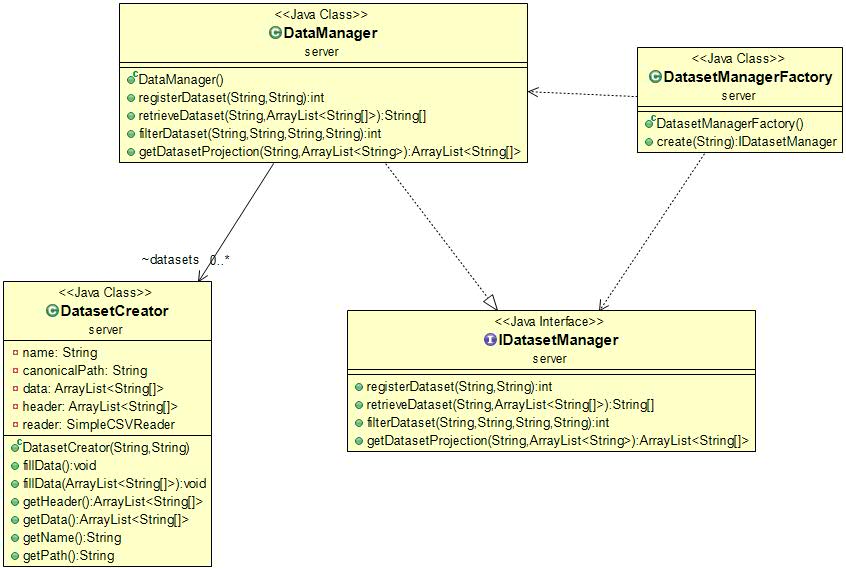 <<Java Class>>
DataManager
server
DataManager()
registerDataset(String,String):int
retrieveDataset(String,ArrayList<String[]>):String[]
filterDataset(String,String,String,String):int
getDatasetProjection(String,ArrayList<String>):ArrayList<String[]>
<<Java Class>>
DatasetManagerFactory
server
DatasetManagerFactory()
create(String):IDatasetManager
~datasets 0..*
<<Java Class>>
DatasetCreator
server
name: String
canonicalPath: String
data: ArrayList<String[]>
header: ArrayList<String[]>
reader: SimpleCSVReader
DatasetCreator(String,String)
fillData():void
fillData(ArrayList<String[]>):void
getHeader():ArrayList<String[]>
getData():ArrayList<String[]>
getName():String
getPath():String
<<Java Interface>>
IDatasetManager
server
registerDataset(String,String):int
retrieveDataset(String,ArrayList<String[]>):String[]
filterDataset(String,String,String,String):int
getDatasetProjection(String,ArrayList<String>):ArrayList<String[]>